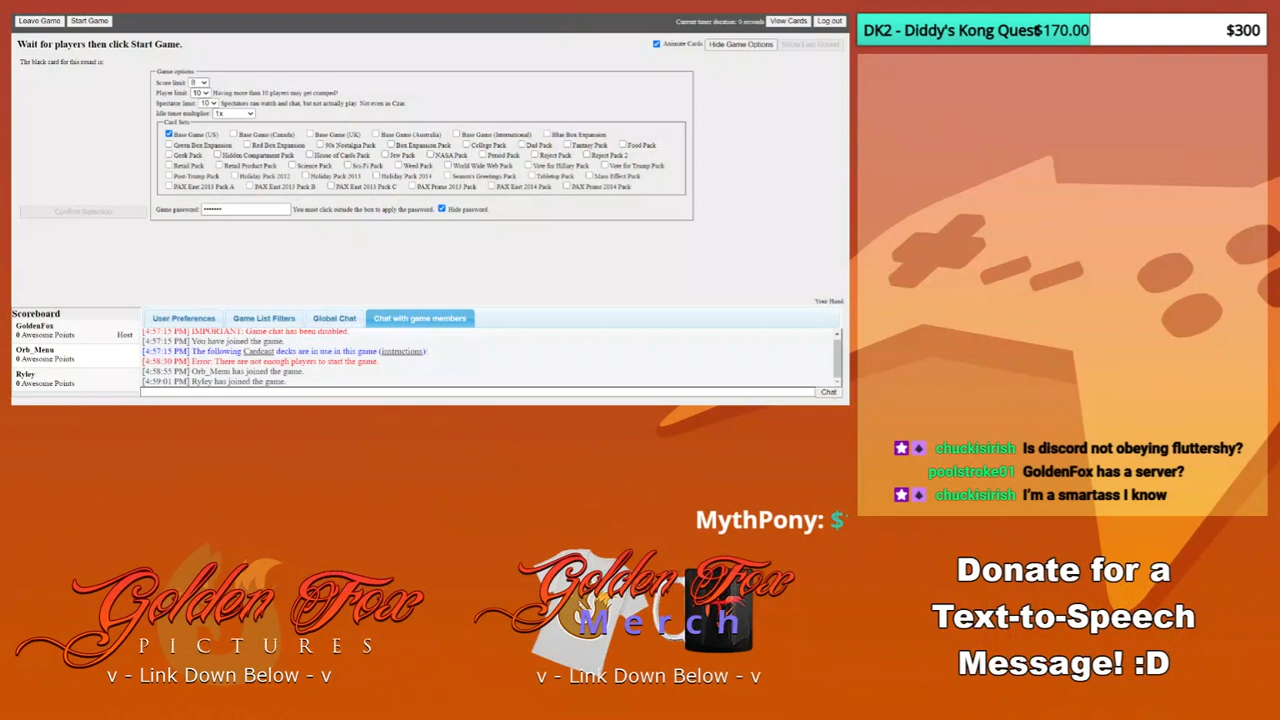 Leave Game Start Game Current timer duration: 0 seconds View Cards Log out
Wait for players then click Start Game. Animate Cards Hide Game Options Show Last Round
The black card for this round is:
Game options
Score limit: 8
Player limit: 10 Having more than 10 players may get cramped!
Spectator limit: 10 Spectators can watch and chat, but not actually play. Not even as Czar.
Idle timer multiplier: 1x
Card Sets
Base Game (US) Base Game (Canada) Base Game (UK) Base Game (Australia) Base Game (International) Blue Box Expansion
Green Box Expansion Red Box Expansion 90s Nostalgia Pack Box Expansion Pack College Pack Dad Pack Fantasy Pack Food Pack
Geek Pack Hidden Compartment Pack House of Cards Pack Jew Pack NASA Pack Period Pack Reject Pack Reject Pack 2
Retail Pack Retail Product Pack Science Pack Sci-Fi Pack Weed Pack World Wide Web Pack Vote for Hillary Pack Vote for Trump Pack
Post-Trump Pack Holiday Pack 2012 Holiday Pack 2013 Holiday Pack 2014 Season's Greetings Pack Tabletop Pack Mass Effect Pack
PAX East 2013 Pack A PAX East 2013 Pack B PAX East 2013 Pack C PAX Prime 2013 Pack PAX East 2014 Pack PAX Prime 2014 Pack
Game password: ••••••• You must click outside the box to apply the password. Hide password.
Confirm Selection
Your Hand
Scoreboard
GoldenFox
0 Awesome Points Host
Orb_Menu
0 Awesome Points
Ryley
0 Awesome Points
User Preferences Game List Filters Global Chat Chat with game members
[4:57:15 PM] IMPORTANT: Game chat has been disabled.
[4:57:15 PM] You have joined the game.
[4:57:15 PM] The following Cardcast decks are in use in this game (instructions):
[4:58:30 PM] Error: There are not enough players to start the game.
[4:58:55 PM] Orb_Menu has joined the game.
[4:59:01 PM] Ryley has joined the game.
Chat
DK2 - Diddy's Kong Quest $170.00 $300
chuckisirish Is discord not obeying fluttershy?
poolstroke01 GoldenFox has a server?
chuckisirish I'm a smartass I know
MythPony: $
Golden Fox
PICTURES
v - Link Down Below - v
Golden Fox
Merch
v - Link Down Below - v
Donate for a
Text-to-Speech
Message! :D